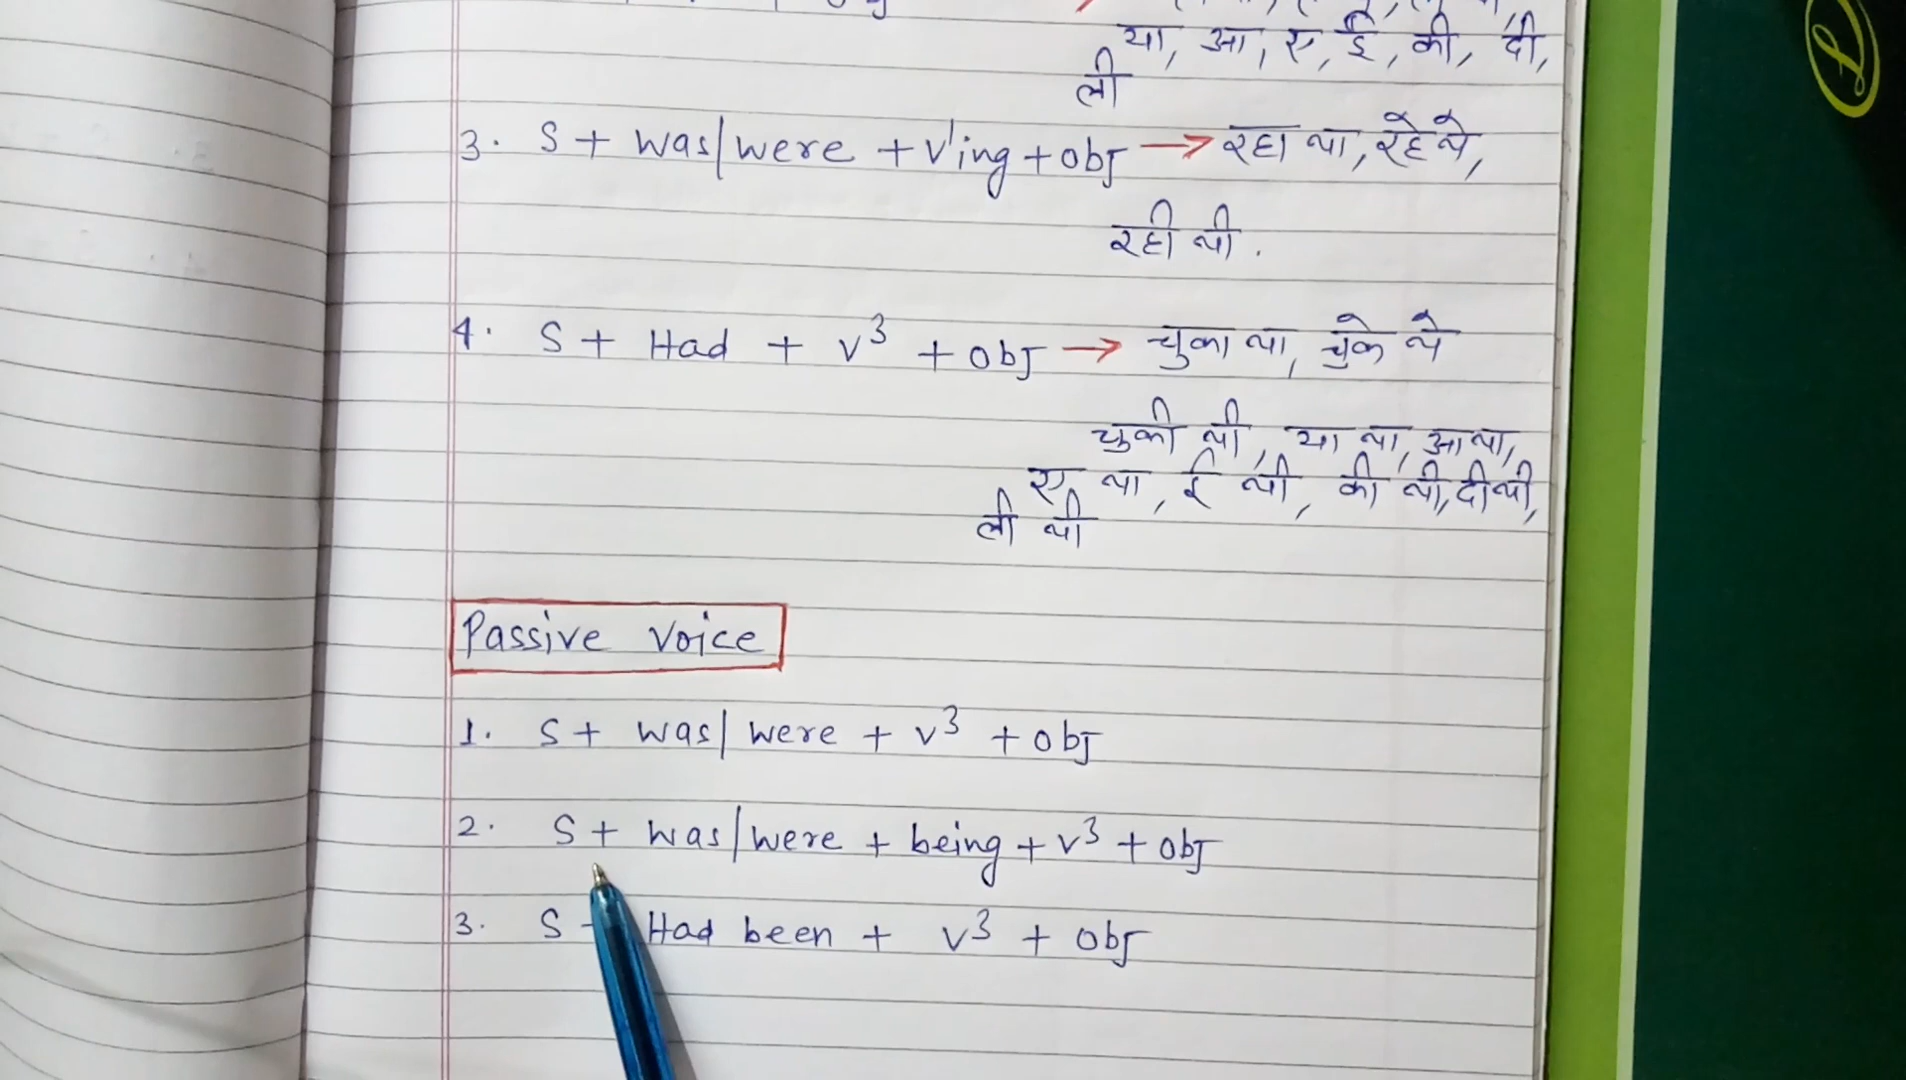 या, आ, ए, ई, की, दी,
ली
3. S + was/were + v¹ing + obj → रहा था, रहे थे,
रही थी.
4. S + Had + v³ + obj → चुका था, चुके थे
चुकी थी, या था, आ था,
ए था, ई थी, की थी, दी थी,
ली थी
Passive Voice
1. S + was/were + v³ + obj
2. S + was/were + being + v³ + obj
3. S + Had been + v³ + obj